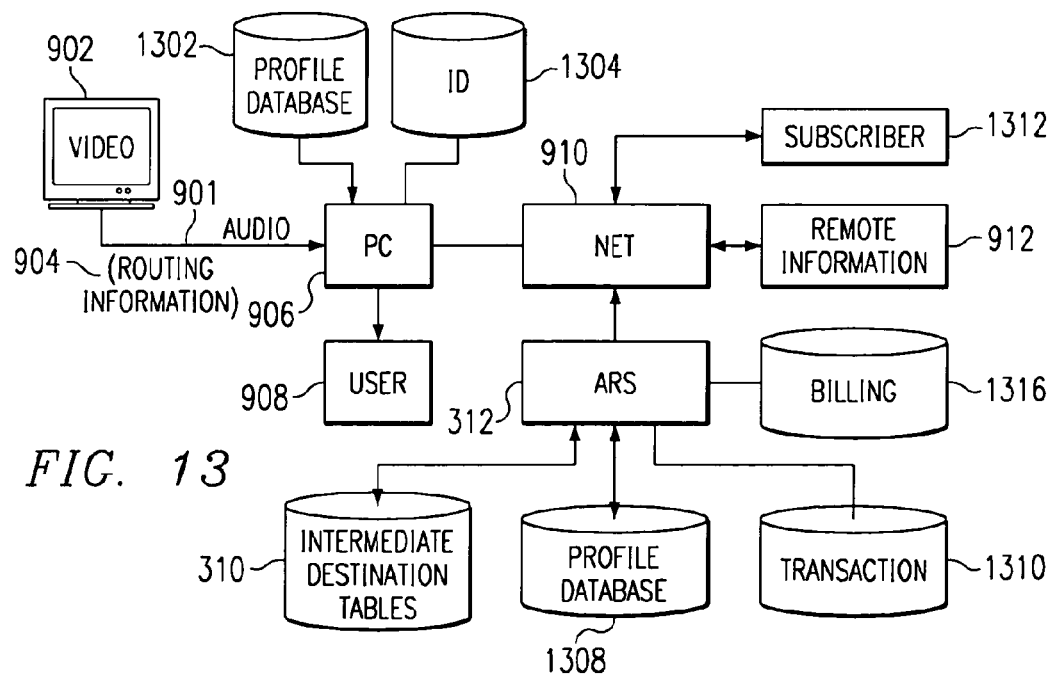 1302
PROFILE
DATABASE
ID
1304
902
VIDEO
901
AUDIO
904
(ROUTING
INFORMATION)
PC
906
910
NET
SUBSCRIBER
1312
REMOTE
INFORMATION
912
USER
908
ARS
312
BILLING
1316
FIG. 13
310
INTERMEDIATE
DESTINATION
TABLES
PROFILE
DATABASE
1308
TRANSACTION
1310